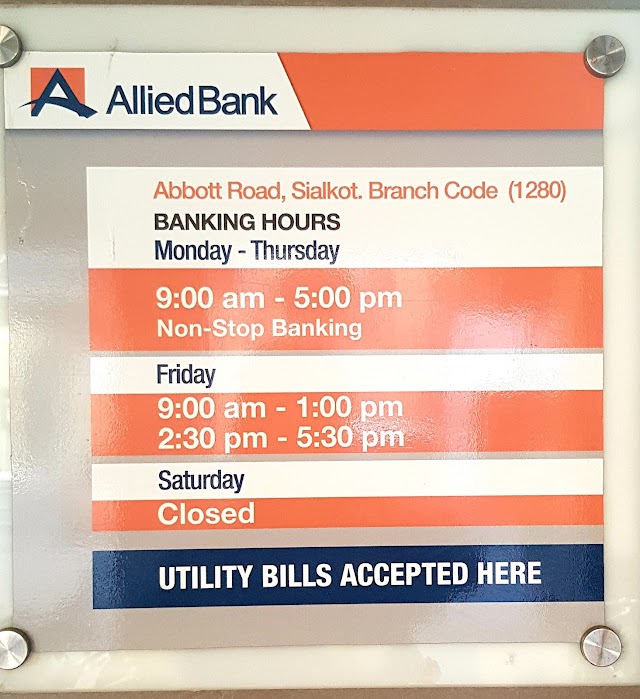 Allied Bank
Abbott Road, Sialkot. Branch Code (1280)
BANKING HOURS
Monday - Thursday
9:00 am - 5:00 pm
Non-Stop Banking
Friday
9:00 am - 1:00 pm
2:30 pm - 5:30 pm
Saturday
Closed
UTILITY BILLS ACCEPTED HERE